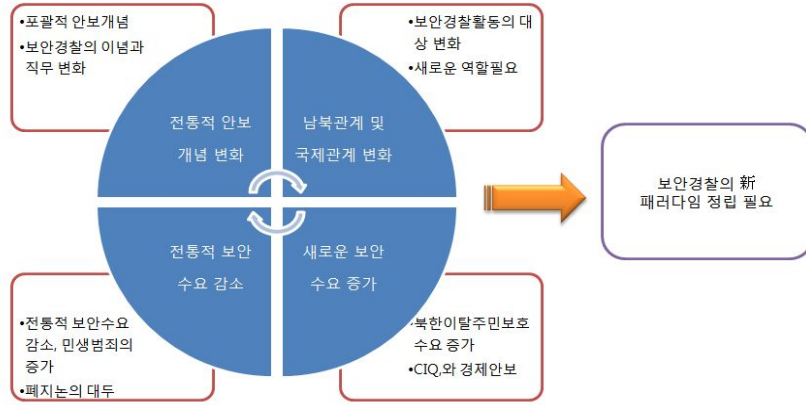 •포괄적 안보개념
•보안경찰의 이념과
직무 변화
•보안경찰활동의 대
상 변화
•새로운 역할필요
전통적 안보
개념 변화
남북관계 및
국제관계 변화
전통적 보안
수요 감소
새로운 보안
수요 증가
•전통적 보안수요
감소, 민생범죄의
증가
•폐지론의 대두
•북한이탈주민보호
수요 증가
•CIQ,와 경제안보
보안경찰의 新
패러다임 정립 필요